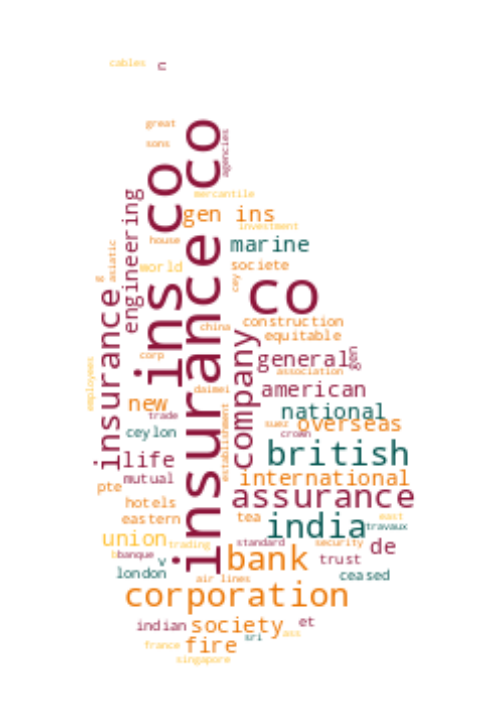 cables
c
great
sons
agencies
insurance co
ins co
mercantile
engineering
gen ins
investment
house
marine
asiatic
g
world
societe
cey
co
insurance
china
construction
equitable
company
corp
general
gen
association
employees
daimei
american
new
trade
national
establishment
suez
overseas
ceylon
crown
british
life
mutual
international
pte
assurance
hotels
eastern
tea
india
east
travaux
union
trading
standard
security
de
b
banque
v
bank
trust
london
air lines
ceased
corporation
indian
society
et
sri
ass
france
fire
singapore